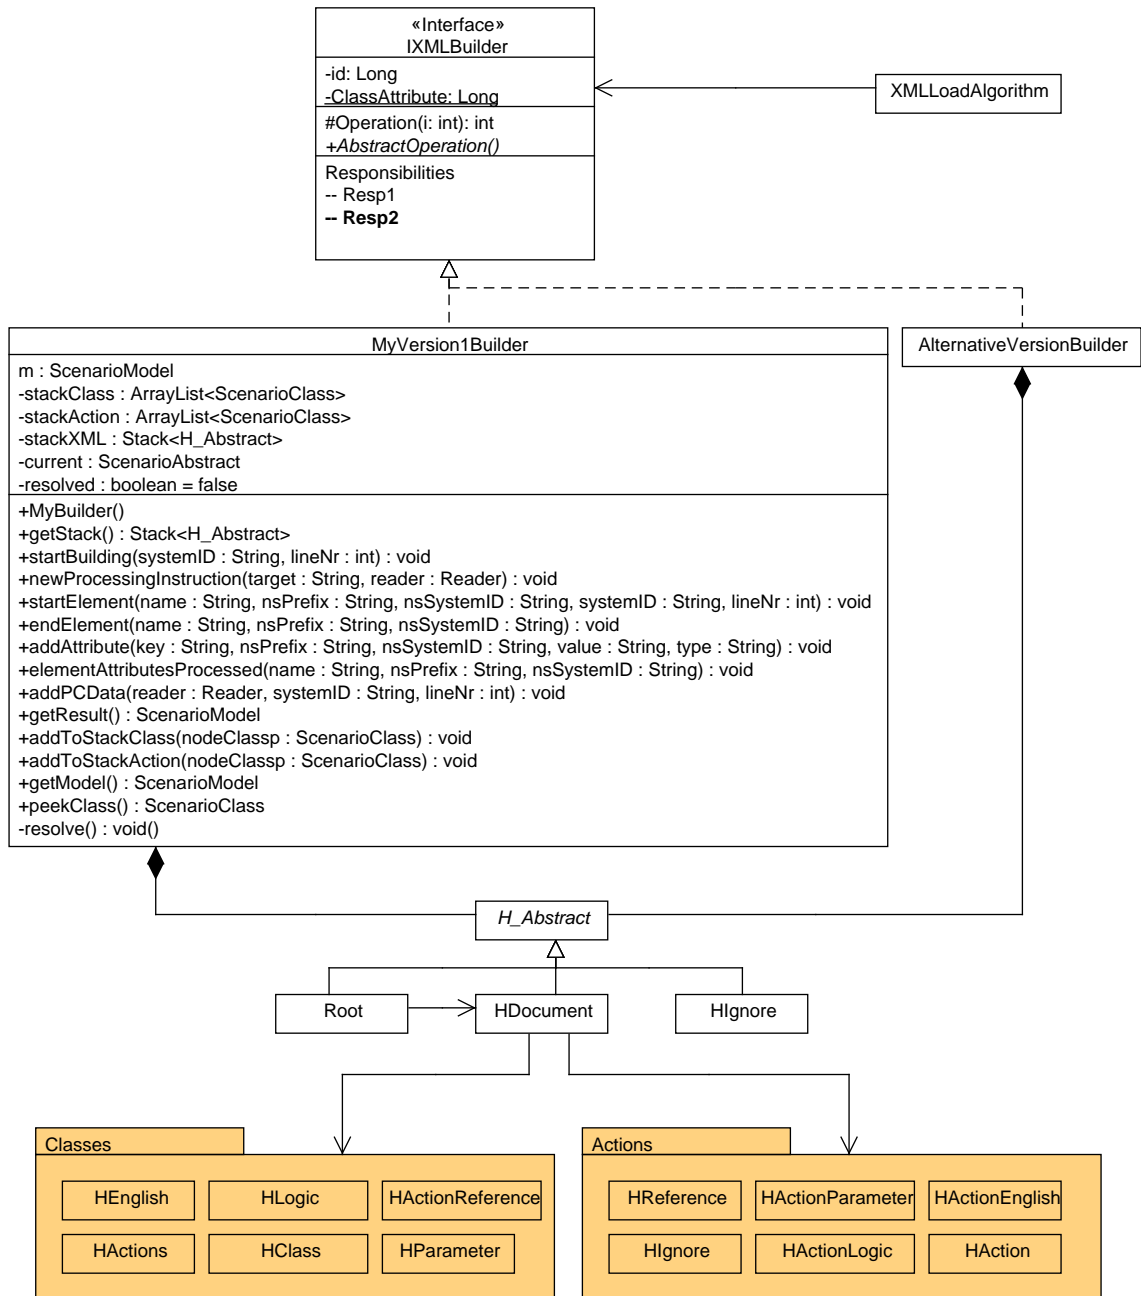 «Interface»
IXMLBuilder
-id: Long
-ClassAttribute: Long
#Operation(i: int): int
+AbstractOperation()
Responsibilities
-- Resp1
-- Resp2
XMLLoadAlgorithm
MyVersion1Builder
m : ScenarioModel
-stackClass : ArrayList<ScenarioClass>
-stackAction : ArrayList<ScenarioClass>
-stackXML : Stack<H_Abstract>
-current : ScenarioAbstract
-resolved : boolean = false
+MyBuilder()
+getStack() : Stack<H_Abstract>
+startBuilding(systemID : String, lineNr : int) : void
+newProcessingInstruction(target : String, reader : Reader) : void
+startElement(name : String, nsPrefix : String, nsSystemID : String, systemID : String, lineNr : int) : void
+endElement(name : String, nsPrefix : String, nsSystemID : String) : void
+addAttribute(key : String, nsPrefix : String, nsSystemID : String, value : String, type : String) : void
+elementAttributesProcessed(name : String, nsPrefix : String, nsSystemID : String) : void
+addPCData(reader : Reader, systemID : String, lineNr : int) : void
+getResult() : ScenarioModel
+addToStackClass(nodeClassp : ScenarioClass) : void
+addToStackAction(nodeClassp : ScenarioClass) : void
+getModel() : ScenarioModel
+peekClass() : ScenarioClass
-resolve() : void()
AlternativeVersionBuilder
H_Abstract
Root
HDocument
HIgnore
Classes
HEnglish
HLogic
HActionReference
HActions
HClass
HParameter
Actions
HReference
HActionParameter
HActionEnglish
HIgnore
HActionLogic
HAction